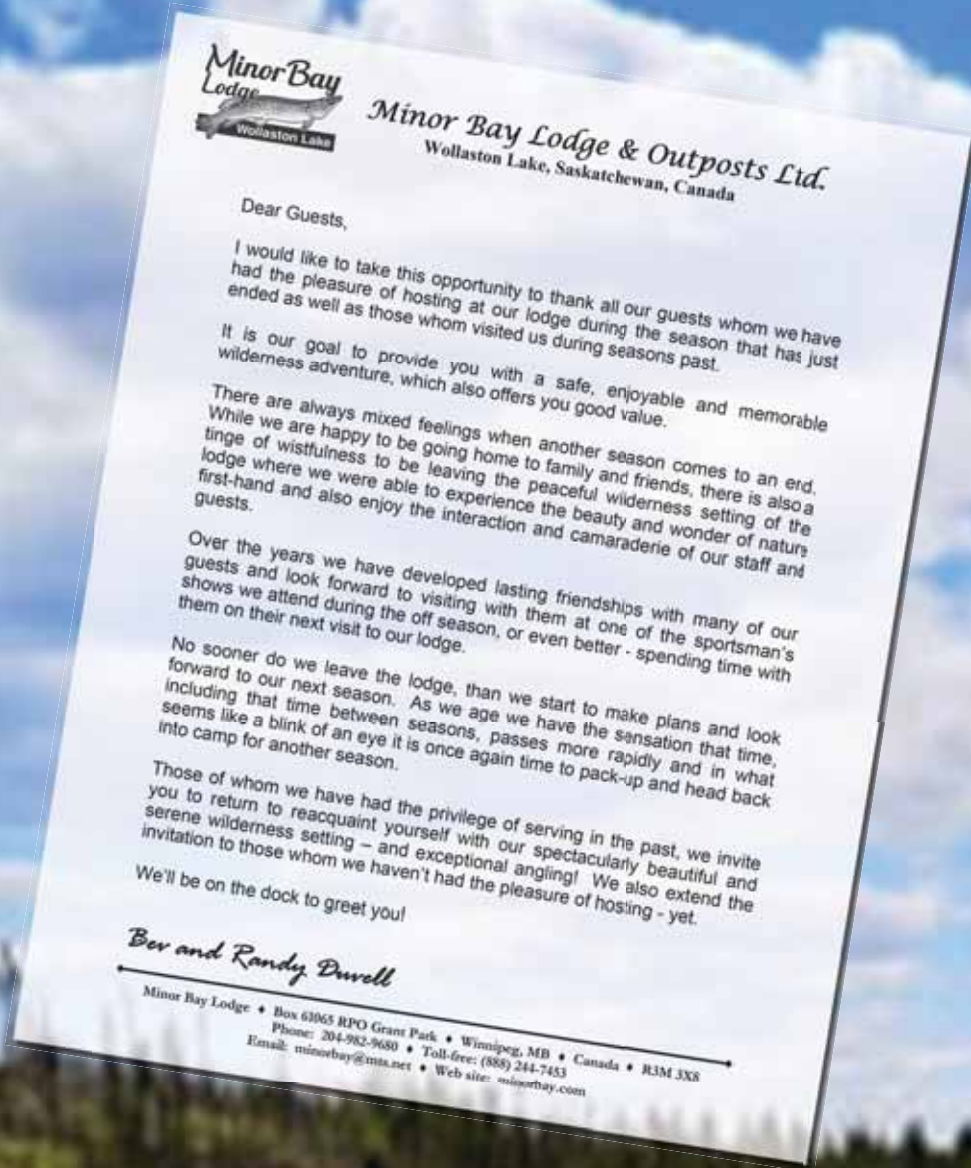 Minor Bay
Lodge
Wollaston Lake
Minor Bay Lodge & Outposts Ltd.
Wollaston Lake, Saskatchewan, Canada
Dear Guests,
I would like to take this opportunity to thank all our guests whom we have
had the pleasure of hosting at our lodge during the season that has just
ended as well as those whom visited us during seasons past.
It is our goal to provide you with a safe, enjoyable and memorable
wilderness adventure, which also offers you good value.
There are always mixed feelings when another season comes to an end.
While we are happy to be going home to family and friends, there is also a
tinge of wistfulness to be leaving the peaceful wilderness setting of the
lodge where we were able to experience the beauty and wonder of nature
first-hand and also enjoy the interaction and camaraderie of our staff and
guests.
Over the years we have developed lasting friendships with many of our
guests and look forward to visiting with them at one of the sportsman's
shows we attend during the off season, or even better - spending time with
them on their next visit to our lodge.
No sooner do we leave the lodge, than we start to make plans and look
forward to our next season. As we age we have the sensation that time,
including that time between seasons, passes more rapidly and in what
seems like a blink of an eye it is once again time to pack-up and head back
into camp for another season.
Those of whom we have had the privilege of serving in the past, we invite
you to return to reacquaint yourself with our spectacularly beautiful and
serene wilderness setting – and exceptional angling! We also extend the
invitation to those whom we haven't had the pleasure of hosting - yet.
We'll be on the dock to greet you!
Bev and Randy Duvell
Minor Bay Lodge ♦ Box 61065 RPO Grant Park ♦ Winnipeg, MB ♦ Canada ♦ R3M 3X8
Phone: 204-982-9680 ♦ Toll-free: (888) 244-7453
Email: minorbay@mts.net ♦ Web site: minorbay.com